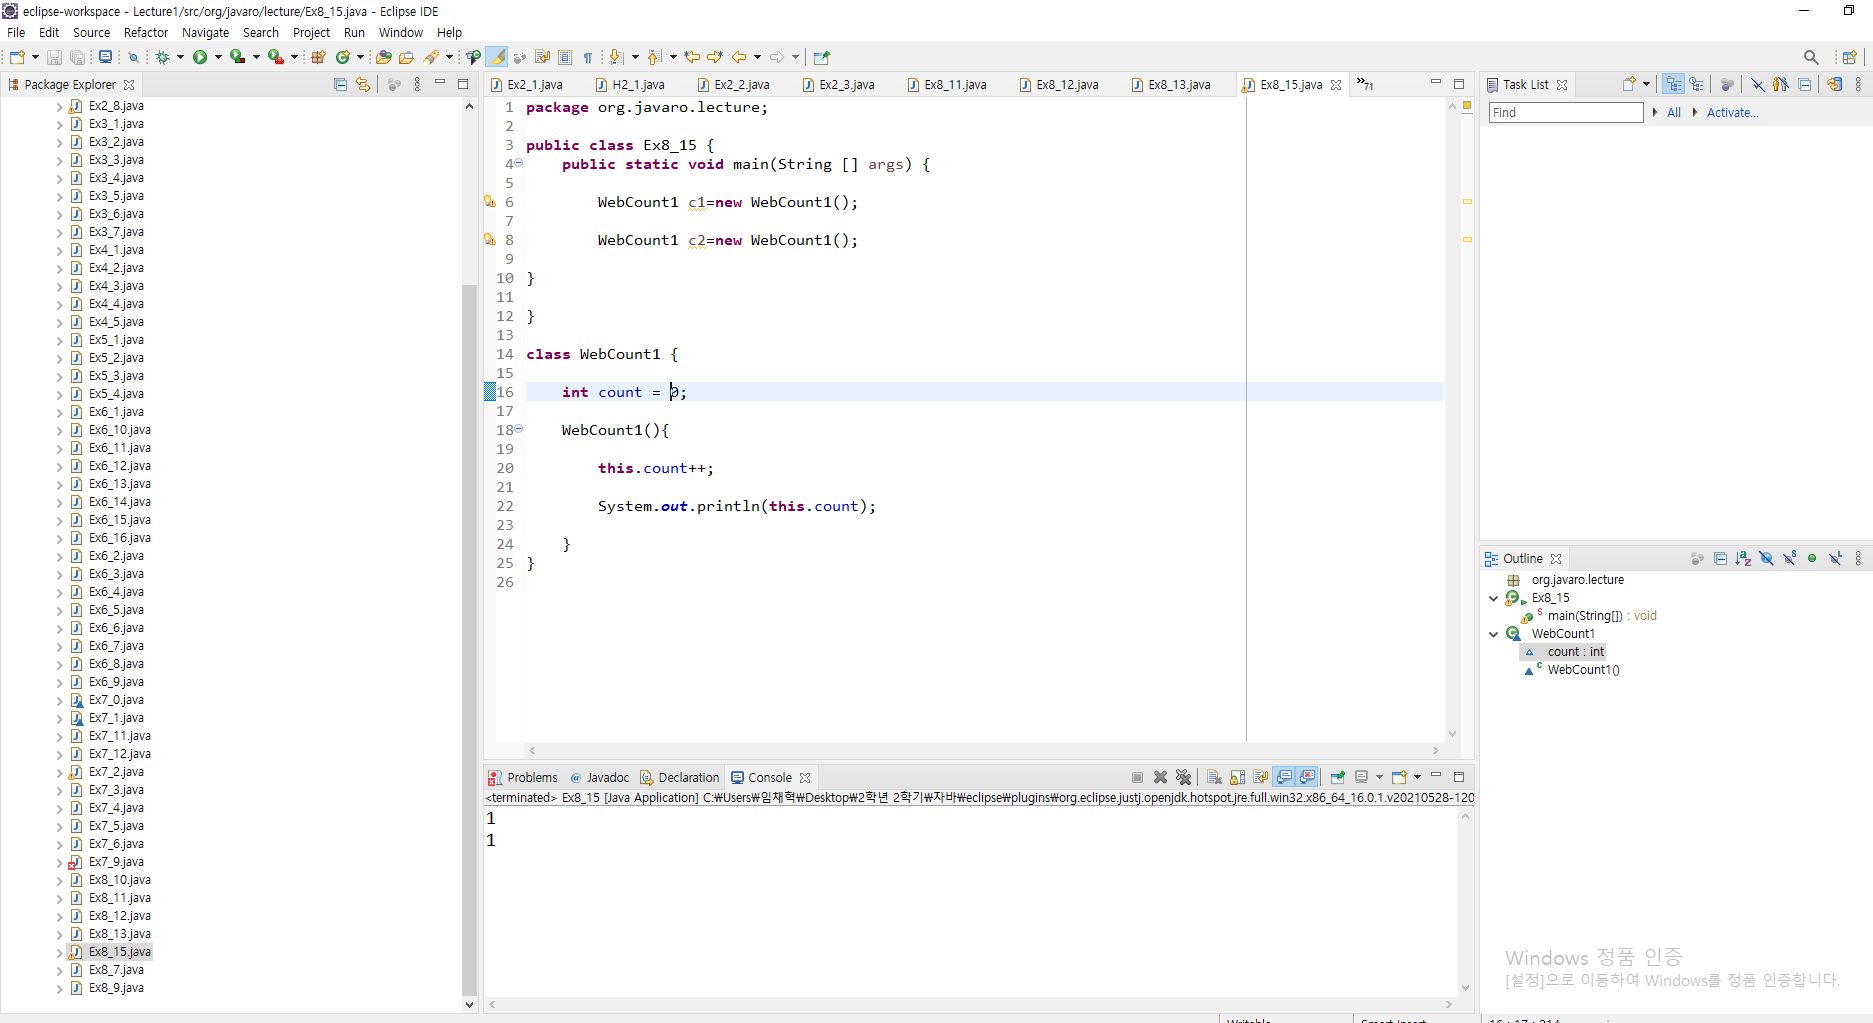 eclipse-workspace - Lecture1/src/org/javaro/lecture/Ex8_15.java - Eclipse IDE
File Edit Source Refactor Navigate Search Project Run Window Help
Package Explorer
Ex2_8.java
Ex3_1.java
Ex3_2.java
Ex3_3.java
Ex3_4.java
Ex3_5.java
Ex3_6.java
Ex3_7.java
Ex4_1.java
Ex4_2.java
Ex4_3.java
Ex4_4.java
Ex4_5.java
Ex5_1.java
Ex5_2.java
Ex5_3.java
Ex5_4.java
Ex6_1.java
Ex6_10.java
Ex6_11.java
Ex6_12.java
Ex6_13.java
Ex6_14.java
Ex6_15.java
Ex6_16.java
Ex6_2.java
Ex6_3.java
Ex6_4.java
Ex6_5.java
Ex6_6.java
Ex6_7.java
Ex6_8.java
Ex6_9.java
Ex7_0.java
Ex7_1.java
Ex7_11.java
Ex7_12.java
Ex7_2.java
Ex7_3.java
Ex7_4.java
Ex7_5.java
Ex7_6.java
Ex7_9.java
Ex8_10.java
Ex8_11.java
Ex8_12.java
Ex8_13.java
Ex8_15.java
Ex8_7.java
Ex8_9.java
Ex2_1.java H2_1.java Ex2_2.java Ex2_3.java Ex8_11.java Ex8_12.java Ex8_13.java Ex8_15.java »71
1 package org.javaro.lecture;
2
3 public class Ex8_15 {
4 public static void main(String [] args) {
5
6 WebCount1 c1=new WebCount1();
7
8 WebCount1 c2=new WebCount1();
9
10 }
11
12 }
13
14 class WebCount1 {
15
16 int count = 0;
17
18 WebCount1(){
19
20 this.count++;
21
22 System.out.println(this.count);
23
24 }
25 }
26
Problems @ Javadoc Declaration Console
<terminated> Ex8_15 [Java Application] C:₩Users₩임채혁₩Desktop₩2학년 2학기₩자바₩eclipse₩plugins₩org.eclipse.justj.openjdk.hotspot.jre.full.win32.x86_64_16.0.1.v20210528-120
1
1
Task List
Find All Activate...
Outline
org.javaro.lecture
Ex8_15
main(String[]) : void
WebCount1
count : int
WebCount1()
Windows 정품 인증
[설정]으로 이동하여 Windows를 정품 인증합니다.